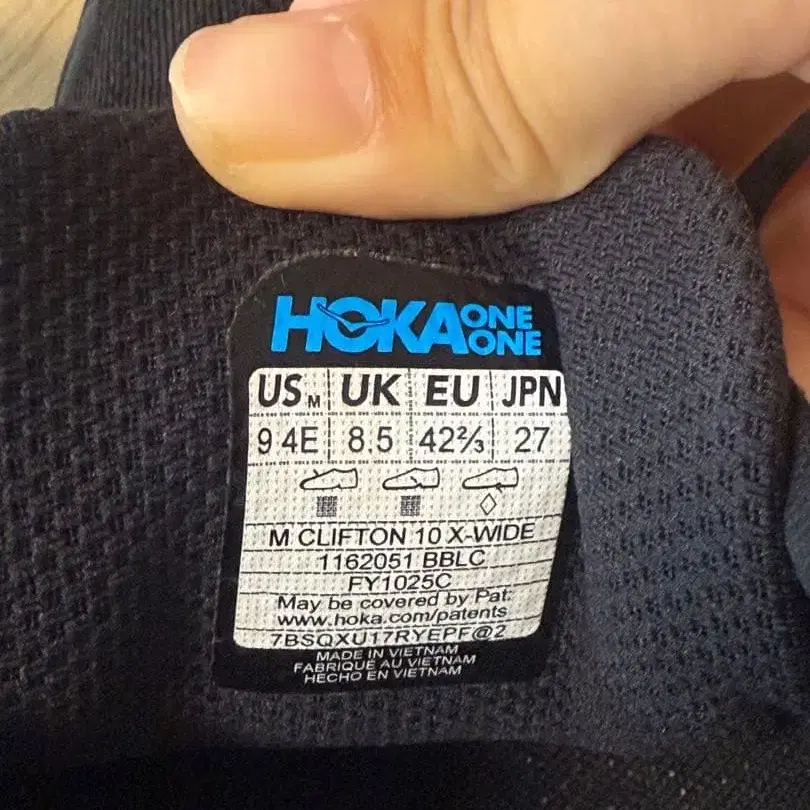 HOKA ONE ONE
US M UK EU JPN
9 4E 8.5 42⅔ 27
M CLIFTON 10 X-WIDE
1162051 BBLC
FY1025C
May be covered by Pat:
www.hoka.com/patents
7BSQXU17RYEPF@2
MADE IN VIETNAM
FABRIQUÉ AU VIETNAM
HECHO EN VIETNAM